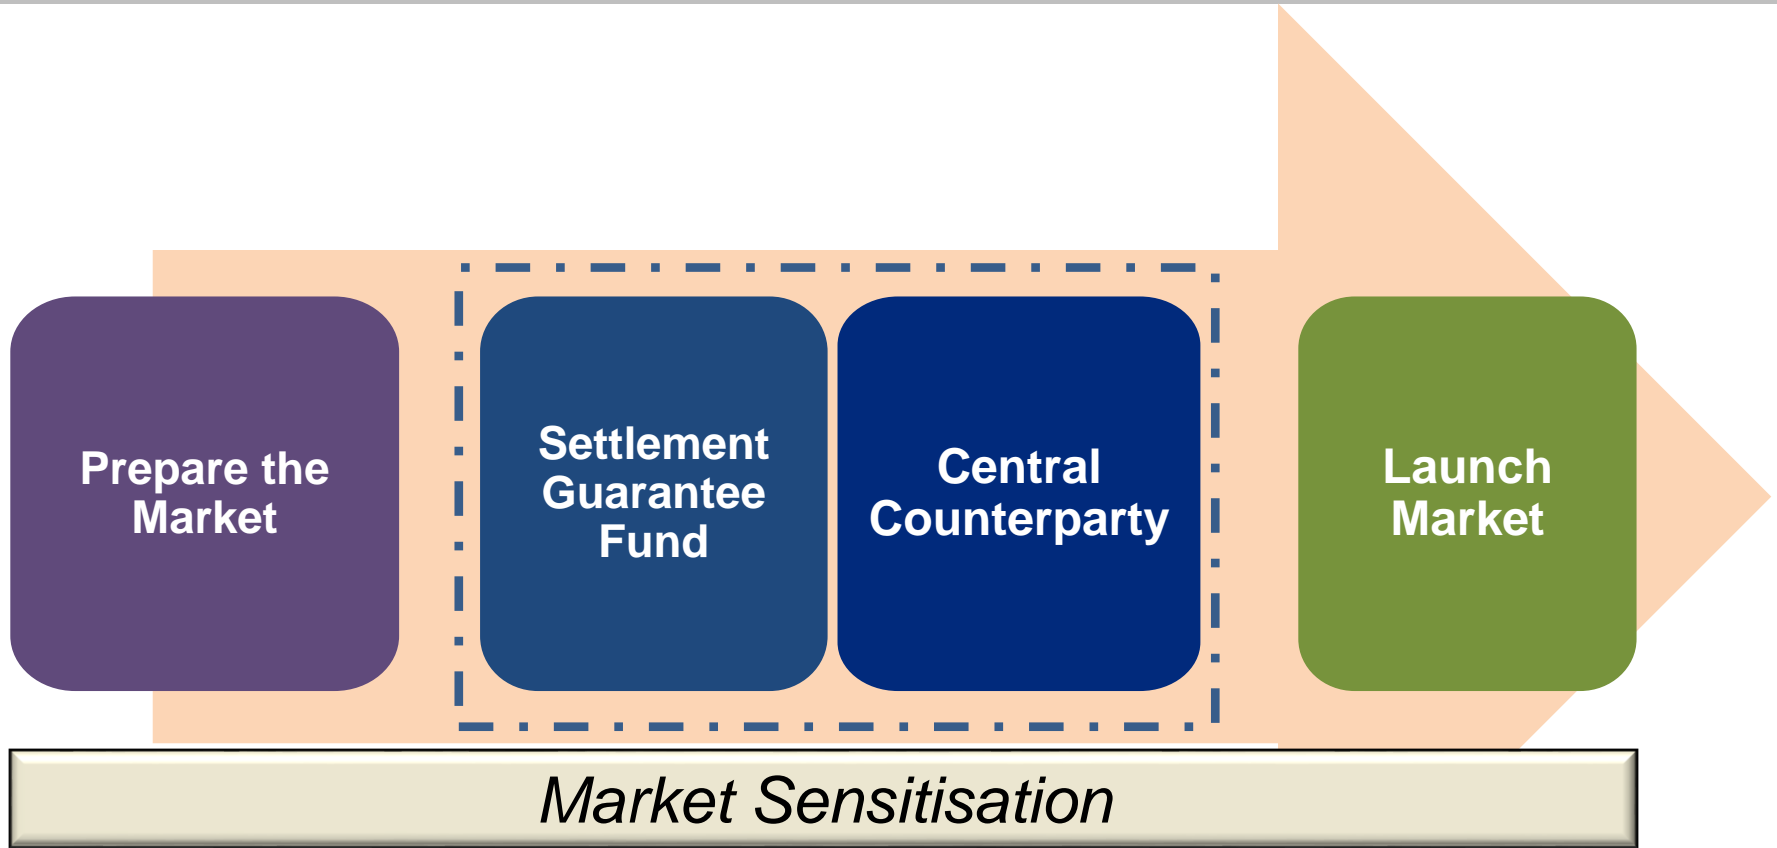 Prepare the
Market
Settlement
Guarantee
Fund
Central
Counterparty
Launch
Market
Market Sensitisation